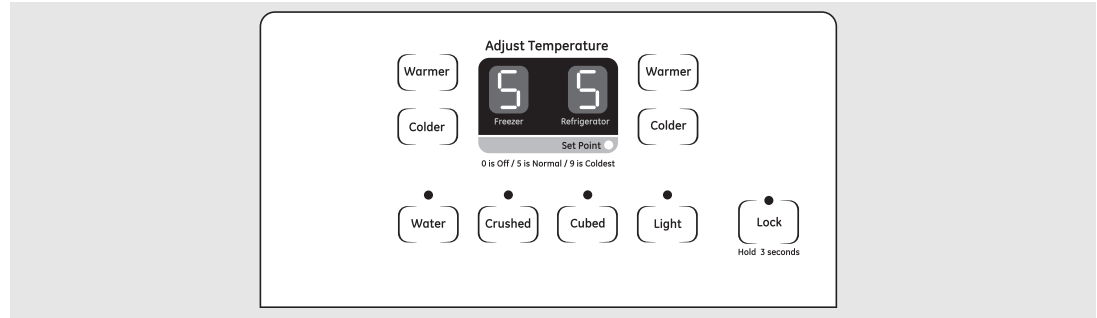 Adjust Temperature
Warmer 5 5 Warmer
Freezer Refrigerator
Colder Colder
Set Point
0 is Off / 5 is Normal / 9 is Coldest
Water Crushed Cubed Light Lock
Hold 3 seconds